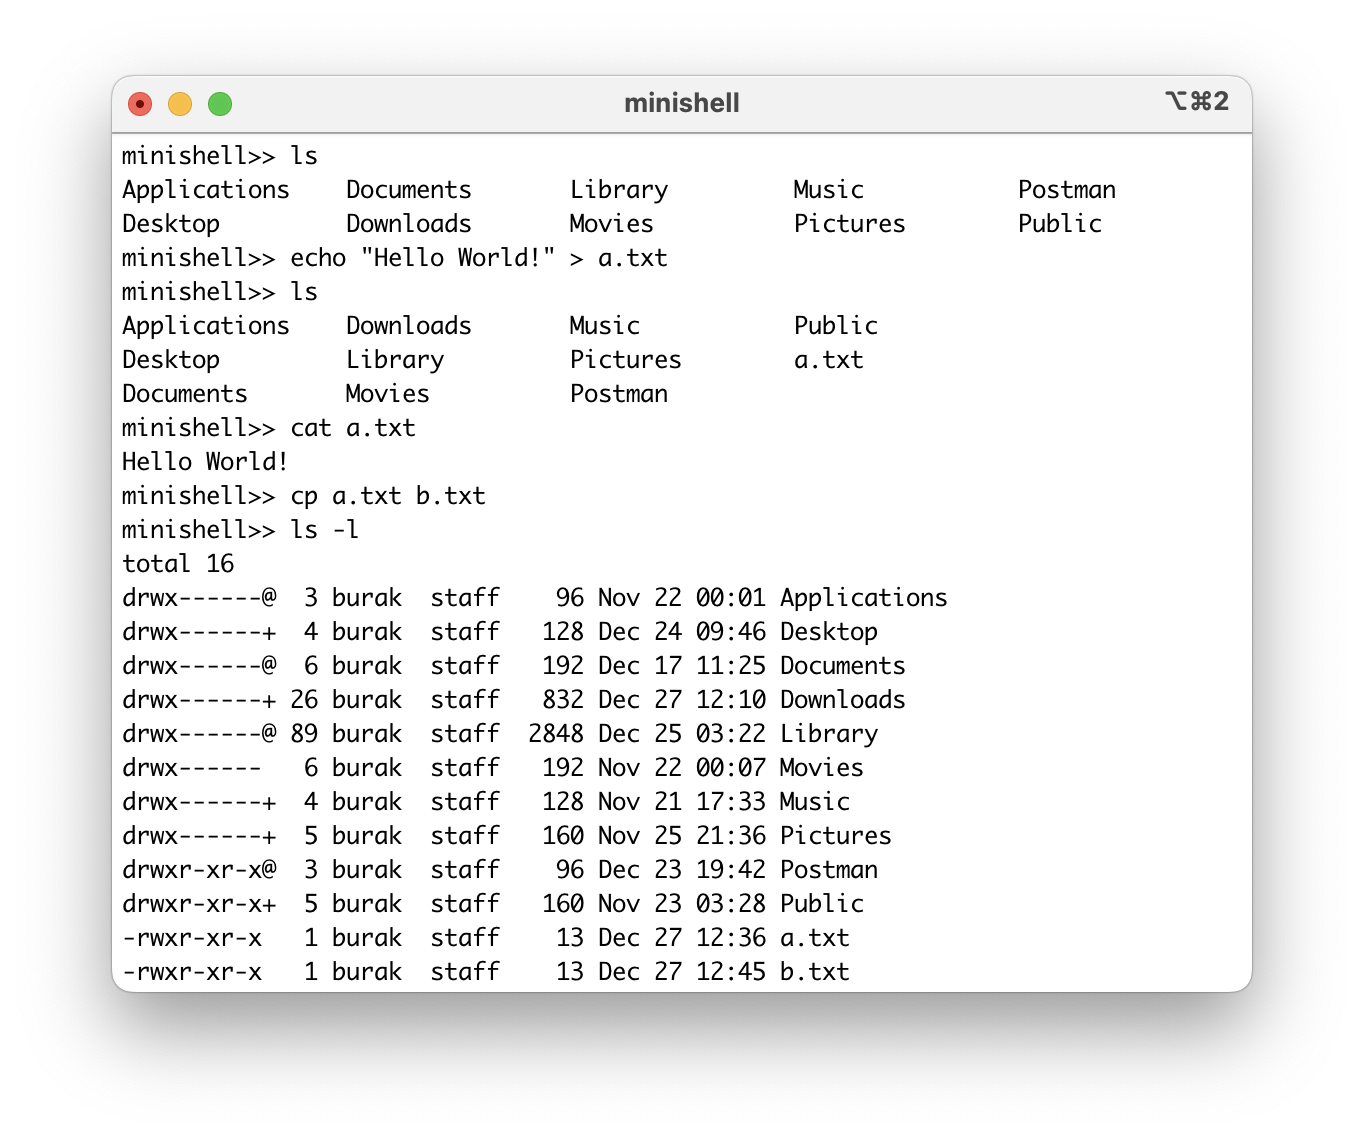 minishell
⌥⌘2
minishell>> ls
Applications    Documents       Library         Music           Postman
Desktop         Downloads       Movies          Pictures        Public
minishell>> echo "Hello World!" > a.txt
minishell>> ls
Applications    Downloads       Music           Public
Desktop         Library         Pictures        a.txt
Documents       Movies          Postman
minishell>> cat a.txt
Hello World!
minishell>> cp a.txt b.txt
minishell>> ls -l
total 16
drwx------@  3 burak  staff    96 Nov 22 00:01 Applications
drwx------+  4 burak  staff   128 Dec 24 09:46 Desktop
drwx------@  6 burak  staff   192 Dec 17 11:25 Documents
drwx------+ 26 burak  staff   832 Dec 27 12:10 Downloads
drwx------@ 89 burak  staff  2848 Dec 25 03:22 Library
drwx------   6 burak  staff   192 Nov 22 00:07 Movies
drwx------+  4 burak  staff   128 Nov 21 17:33 Music
drwx------+  5 burak  staff   160 Nov 25 21:36 Pictures
drwxr-xr-x@  3 burak  staff    96 Dec 23 19:42 Postman
drwxr-xr-x+  5 burak  staff   160 Nov 23 03:28 Public
-rwxr-xr-x   1 burak  staff    13 Dec 27 12:36 a.txt
-rwxr-xr-x   1 burak  staff    13 Dec 27 12:45 b.txt